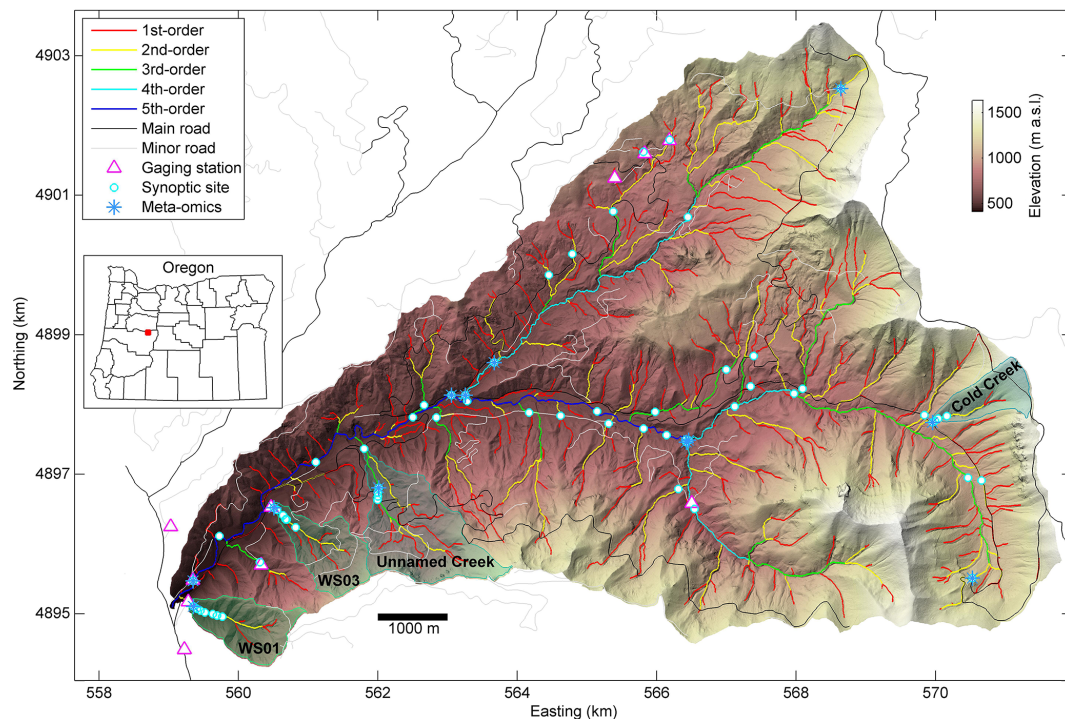 1st-order
2nd-order
3rd-order
4th-order
5th-order
Main road
Minor road
Gaging station
Synoptic site
Meta-omics
Oregon
1500
1000
500
Elevation (m a.s.l.)
Cold Creek
Unnamed Creek
WS03
WS01
1000 m
4903
4901
4899
4897
4895
Northing (km)
558
560
562
564
566
568
570
Easting (km)